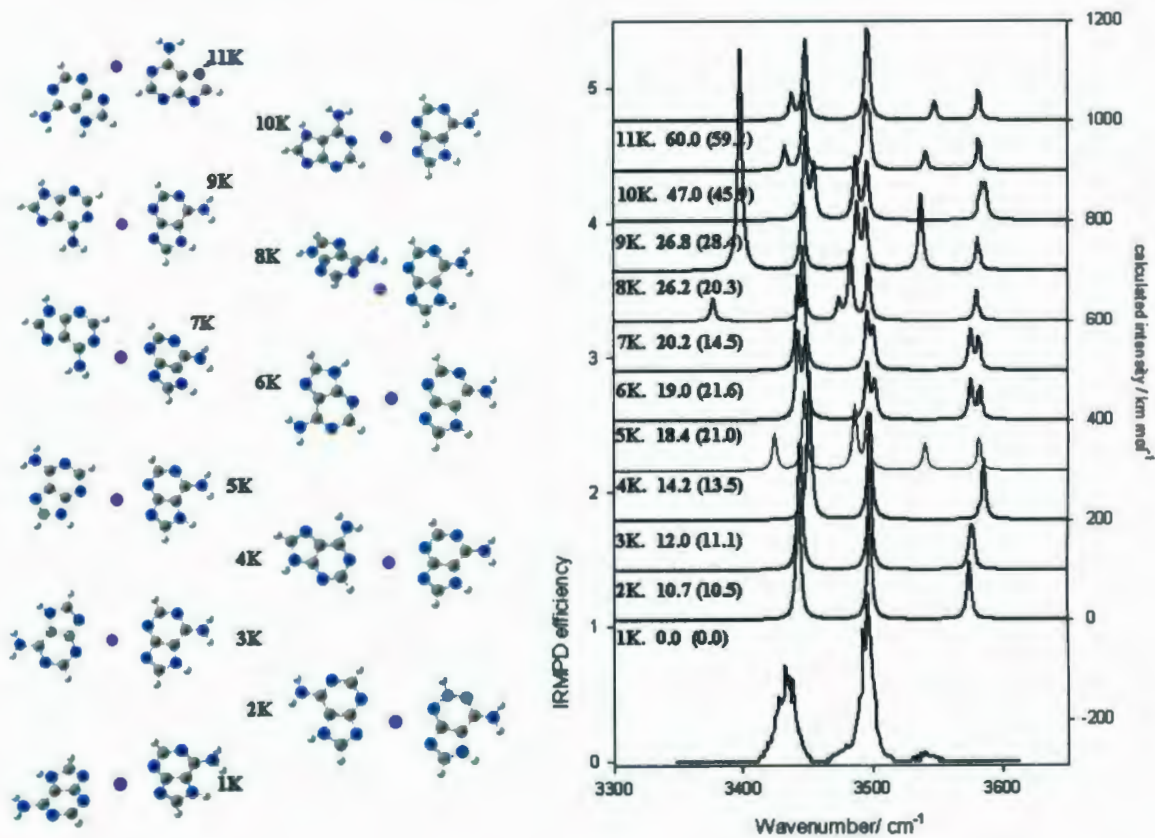 11K
10K
9K
8K
7K
6K
5K
4K
3K
2K
1K
IRMPD efficiency
5
4
3
2
1
0
11K. 60.0
10K. 47.0
9K. 26.8 (28.4)
8K. 26.2 (20.3)
7K. 20.2 (14.5)
6K. 19.0 (21.6)
5K. 18.4 (21.0)
4K. 14.2 (13.5)
3K. 12.0 (11.1)
2K. 10.7 (10.5)
1K. 0.0 (0.0)
1200
1000
800
600
400
200
0
-200
calculated intensity / km mol⁻¹
3300 3400 3500 3600
Wavenumber/ cm⁻¹